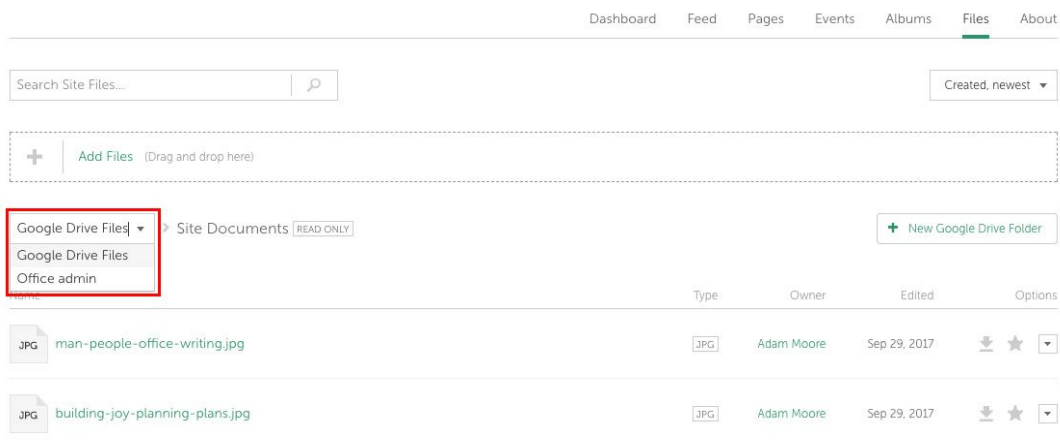 Dashboard Feed Pages Events Albums Files About
Search Site Files...
Created, newest
Add Files (Drag and drop here)
Google Drive Files Site Documents READ ONLY New Google Drive Folder
Google Drive Files
Office admin
Name Type Owner Edited Options
JPG man-people-office-writing.jpg JPG Adam Moore Sep 29, 2017
JPG building-joy-planning-plans.jpg JPG Adam Moore Sep 29, 2017